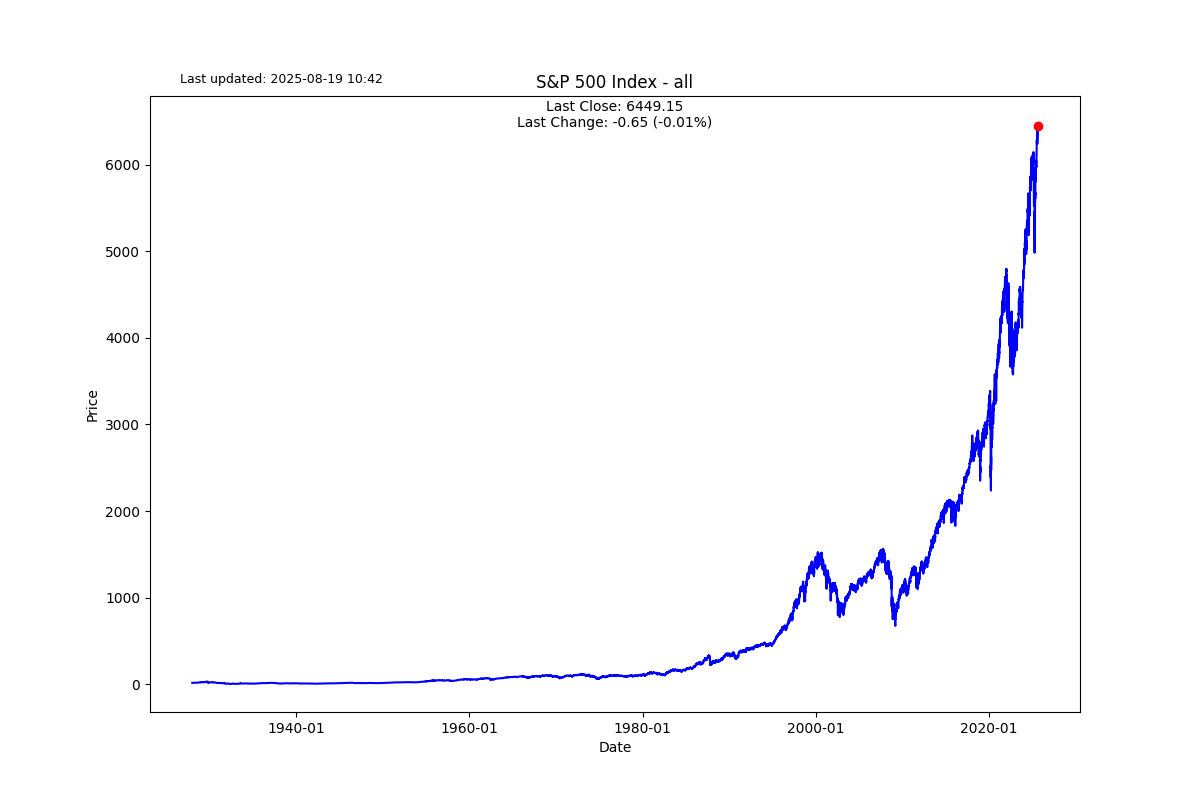 Last updated: 2025-08-19 10:42
S&P 500 Index - all
Last Close: 6449.15
Last Change: -0.65 (-0.01%)
6000
5000
4000
3000
2000
1000
0
Price
1940-01
1960-01
1980-01
2000-01
2020-01
Date